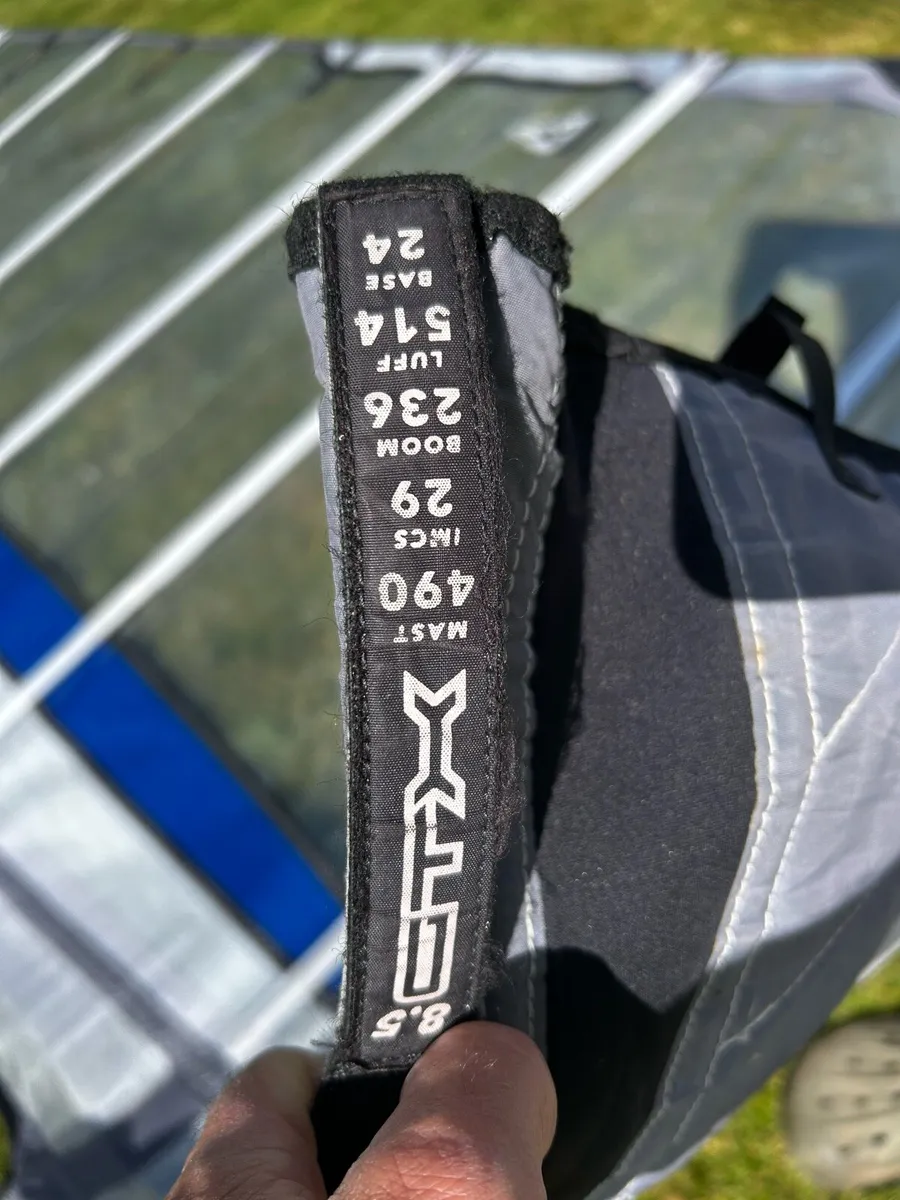 8.5
MAST
490
IMCS
29
BOOM
236
LUFF
514
BASE
24